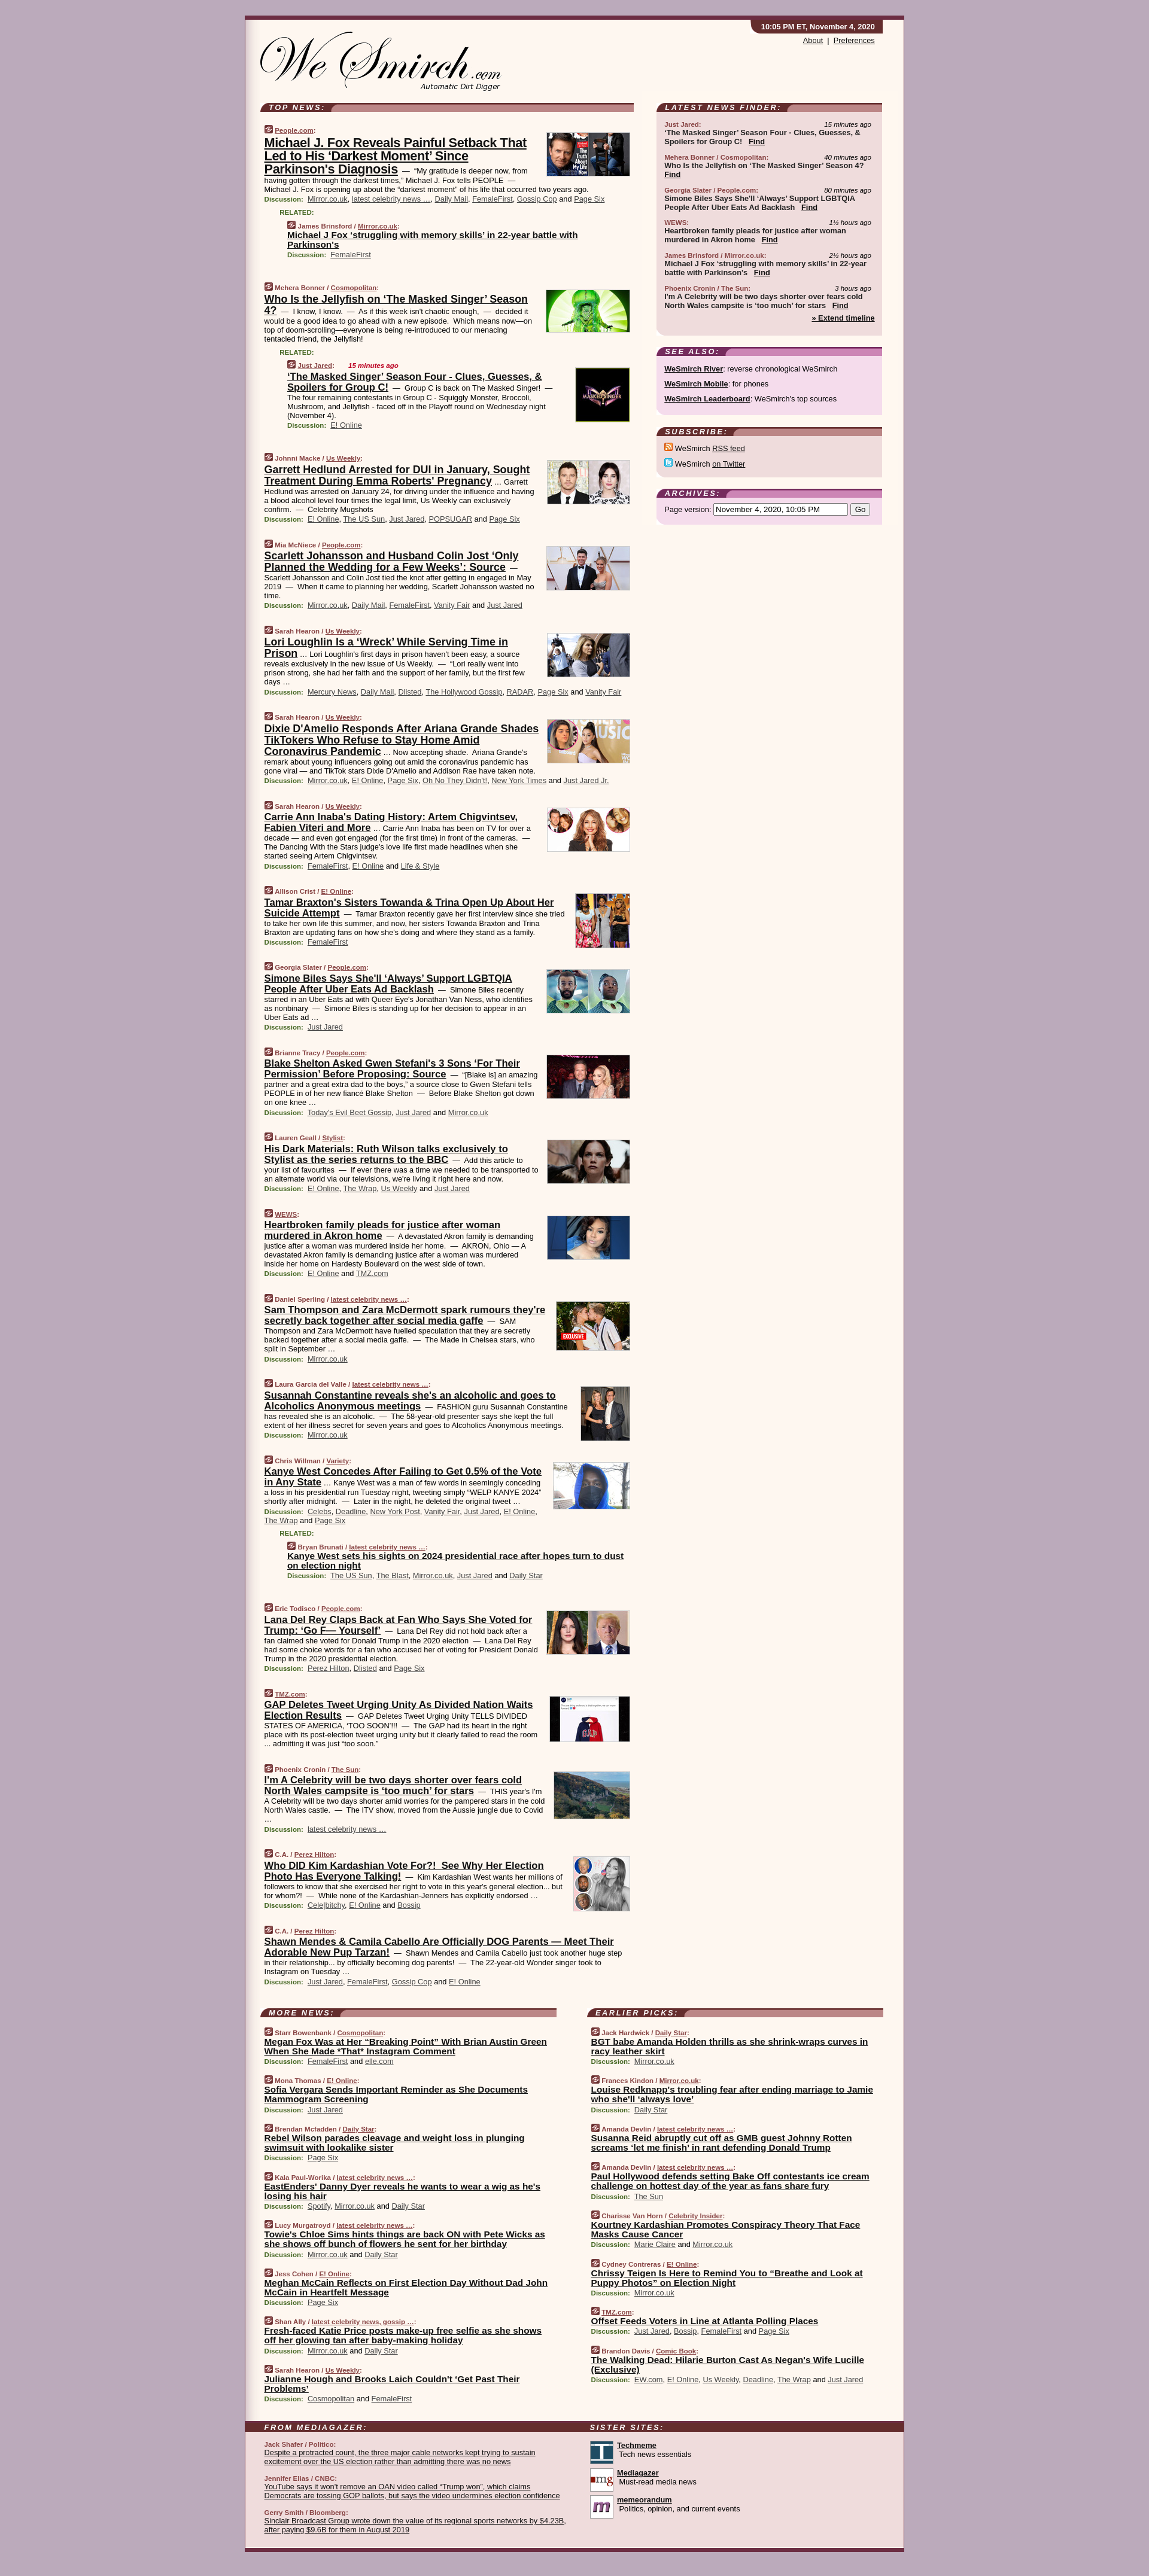 10:05 PM ET, November 4, 2020
About | Preferences
We Smirch .com
Automatic Dirt Digger
TOP NEWS:
People.com:
Michael J. Fox Reveals Painful Setback That
Led to His ‘Darkest Moment’ Since
Parkinson's Diagnosis — “My gratitude is deeper now, from
having gotten through the darkest times,” Michael J. Fox tells PEOPLE —
Michael J. Fox is opening up about the “darkest moment” of his life that occurred two years ago.
Discussion: Mirror.co.uk, latest celebrity news …, Daily Mail, FemaleFirst, Gossip Cop and Page Six
RELATED:
James Brinsford / Mirror.co.uk:
Michael J Fox ‘struggling with memory skills’ in 22-year battle with
Parkinson's
Discussion: FemaleFirst
Mehera Bonner / Cosmopolitan:
Who Is the Jellyfish on ‘The Masked Singer’ Season
4? — I know, I know. — As if this week isn't chaotic enough, — decided it
would be a good idea to go ahead with a new episode. Which means now—on
top of doom-scrolling—everyone is being re-introduced to our menacing
tentacled friend, the Jellyfish!
RELATED:
Just Jared: 15 minutes ago
‘The Masked Singer’ Season Four - Clues, Guesses, &
Spoilers for Group C! — Group C is back on The Masked Singer! —
The four remaining contestants in Group C - Squiggly Monster, Broccoli,
Mushroom, and Jellyfish - faced off in the Playoff round on Wednesday night
(November 4).
Discussion: E! Online
Johnni Macke / Us Weekly:
Garrett Hedlund Arrested for DUI in January, Sought
Treatment During Emma Roberts' Pregnancy … Garrett
Hedlund was arrested on January 24, for driving under the influence and having
a blood alcohol level four times the legal limit, Us Weekly can exclusively
confirm. — Celebrity Mugshots
Discussion: E! Online, The US Sun, Just Jared, POPSUGAR and Page Six
Mia McNiece / People.com:
Scarlett Johansson and Husband Colin Jost ‘Only
Planned the Wedding for a Few Weeks’: Source —
Scarlett Johansson and Colin Jost tied the knot after getting in engaged in May
2019 — When it came to planning her wedding, Scarlett Johansson wasted no
time.
Discussion: Mirror.co.uk, Daily Mail, FemaleFirst, Vanity Fair and Just Jared
Sarah Hearon / Us Weekly:
Lori Loughlin Is a ‘Wreck’ While Serving Time in
Prison … Lori Loughlin's first days in prison haven't been easy, a source
reveals exclusively in the new issue of Us Weekly. — “Lori really went into
prison strong, she had her faith and the support of her family, but the first few
days …
Discussion: Mercury News, Daily Mail, Dlisted, The Hollywood Gossip, RADAR, Page Six and Vanity Fair
Sarah Hearon / Us Weekly:
Dixie D'Amelio Responds After Ariana Grande Shades
TikTokers Who Refuse to Stay Home Amid
Coronavirus Pandemic … Now accepting shade. Ariana Grande's
remark about young influencers going out amid the coronavirus pandemic has
gone viral — and TikTok stars Dixie D'Amelio and Addison Rae have taken note.
Discussion: Mirror.co.uk, E! Online, Page Six, Oh No They Didn't!, New York Times and Just Jared Jr.
Sarah Hearon / Us Weekly:
Carrie Ann Inaba's Dating History: Artem Chigvintsev,
Fabien Viteri and More … Carrie Ann Inaba has been on TV for over a
decade — and even got engaged (for the first time) in front of the cameras. —
The Dancing With the Stars judge's love life first made headlines when she
started seeing Artem Chigvintsev.
Discussion: FemaleFirst, E! Online and Life & Style
Allison Crist / E! Online:
Tamar Braxton's Sisters Towanda & Trina Open Up About Her
Suicide Attempt — Tamar Braxton recently gave her first interview since she tried
to take her own life this summer, and now, her sisters Towanda Braxton and Trina
Braxton are updating fans on how she's doing and where they stand as a family.
Discussion: FemaleFirst
Georgia Slater / People.com:
Simone Biles Says She'll ‘Always’ Support LGBTQIA
People After Uber Eats Ad Backlash — Simone Biles recently
starred in an Uber Eats ad with Queer Eye's Jonathan Van Ness, who identifies
as nonbinary — Simone Biles is standing up for her decision to appear in an
Uber Eats ad …
Discussion: Just Jared
Brianne Tracy / People.com:
Blake Shelton Asked Gwen Stefani's 3 Sons ‘For Their
Permission’ Before Proposing: Source — “[Blake is] an amazing
partner and a great extra dad to the boys,” a source close to Gwen Stefani tells
PEOPLE in of her new fiancé Blake Shelton — Before Blake Shelton got down
on one knee …
Discussion: Today's Evil Beet Gossip, Just Jared and Mirror.co.uk
Lauren Geall / Stylist:
His Dark Materials: Ruth Wilson talks exclusively to
Stylist as the series returns to the BBC — Add this article to
your list of favourites — If ever there was a time we needed to be transported to
an alternate world via our televisions, we're living it right here and now.
Discussion: E! Online, The Wrap, Us Weekly and Just Jared
WEWS:
Heartbroken family pleads for justice after woman
murdered in Akron home — A devastated Akron family is demanding
justice after a woman was murdered inside her home. — AKRON, Ohio — A
devastated Akron family is demanding justice after a woman was murdered
inside her home on Hardesty Boulevard on the west side of town.
Discussion: E! Online and TMZ.com
Daniel Sperling / latest celebrity news …:
Sam Thompson and Zara McDermott spark rumours they're
secretly back together after social media gaffe — SAM
Thompson and Zara McDermott have fuelled speculation that they are secretly
backed together after a social media gaffe. — The Made in Chelsea stars, who
split in September …
Discussion: Mirror.co.uk
EXCLUSIVE
Laura Garcia del Valle / latest celebrity news …:
Susannah Constantine reveals she's an alcoholic and goes to
Alcoholics Anonymous meetings — FASHION guru Susannah Constantine
has revealed she is an alcoholic. — The 58-year-old presenter says she kept the full
extent of her illness secret for seven years and goes to Alcoholics Anonymous meetings.
Discussion: Mirror.co.uk
Chris Willman / Variety:
Kanye West Concedes After Failing to Get 0.5% of the Vote
in Any State … Kanye West was a man of few words in seemingly conceding
a loss in his presidential run Tuesday night, tweeting simply “WELP KANYE 2024”
shortly after midnight. — Later in the night, he deleted the original tweet …
Discussion: Celebs, Deadline, New York Post, Vanity Fair, Just Jared, E! Online,
The Wrap and Page Six
RELATED:
Bryan Brunati / latest celebrity news …:
Kanye West sets his sights on 2024 presidential race after hopes turn to dust
on election night
Discussion: The US Sun, The Blast, Mirror.co.uk, Just Jared and Daily Star
Eric Todisco / People.com:
Lana Del Rey Claps Back at Fan Who Says She Voted for
Trump: ‘Go F— Yourself’ — Lana Del Rey did not hold back after a
fan claimed she voted for Donald Trump in the 2020 election — Lana Del Rey
had some choice words for a fan who accused her of voting for President Donald
Trump in the 2020 presidential election.
Discussion: Perez Hilton, Dlisted and Page Six
TMZ.com:
GAP Deletes Tweet Urging Unity As Divided Nation Waits
Election Results — GAP Deletes Tweet Urging Unity TELLS DIVIDED
STATES OF AMERICA, ‘TOO SOON’!!! — The GAP had its heart in the right
place with its post-election tweet urging unity but it clearly failed to read the room
... admitting it was just “too soon.”
Phoenix Cronin / The Sun:
I'm A Celebrity will be two days shorter over fears cold
North Wales campsite is ‘too much’ for stars — THIS year's I'm
A Celebrity will be two days shorter amid worries for the pampered stars in the cold
North Wales castle. — The ITV show, moved from the Aussie jungle due to Covid
…
Discussion: latest celebrity news …
C.A. / Perez Hilton:
Who DID Kim Kardashian Vote For?! See Why Her Election
Photo Has Everyone Talking! — Kim Kardashian West wants her millions of
followers to know that she exercised her right to vote in this year's general election... but
for whom?! — While none of the Kardashian-Jenners has explicitly endorsed …
Discussion: Cele|bitchy, E! Online and Bossip
C.A. / Perez Hilton:
Shawn Mendes & Camila Cabello Are Officially DOG Parents — Meet Their
Adorable New Pup Tarzan! — Shawn Mendes and Camila Cabello just took another huge step
in their relationship... by officially becoming dog parents! — The 22-year-old Wonder singer took to
Instagram on Tuesday …
Discussion: Just Jared, FemaleFirst, Gossip Cop and E! Online
LATEST NEWS FINDER:
Just Jared: 15 minutes ago
‘The Masked Singer’ Season Four - Clues, Guesses, &
Spoilers for Group C! Find
Mehera Bonner / Cosmopolitan: 40 minutes ago
Who Is the Jellyfish on ‘The Masked Singer’ Season 4?
Find
Georgia Slater / People.com: 80 minutes ago
Simone Biles Says She'll ‘Always’ Support LGBTQIA
People After Uber Eats Ad Backlash Find
WEWS: 1½ hours ago
Heartbroken family pleads for justice after woman
murdered in Akron home Find
James Brinsford / Mirror.co.uk: 2½ hours ago
Michael J Fox ‘struggling with memory skills’ in 22-year
battle with Parkinson's Find
Phoenix Cronin / The Sun: 3 hours ago
I'm A Celebrity will be two days shorter over fears cold
North Wales campsite is ‘too much’ for stars Find
» Extend timeline
SEE ALSO:
WeSmirch River: reverse chronological WeSmirch
WeSmirch Mobile: for phones
WeSmirch Leaderboard: WeSmirch's top sources
SUBSCRIBE:
WeSmirch RSS feed
WeSmirch on Twitter
ARCHIVES:
Page version: November 4, 2020, 10:05 PM Go
MORE NEWS:
Starr Bowenbank / Cosmopolitan:
Megan Fox Was at Her “Breaking Point” With Brian Austin Green
When She Made *That* Instagram Comment
Discussion: FemaleFirst and elle.com
Mona Thomas / E! Online:
Sofia Vergara Sends Important Reminder as She Documents
Mammogram Screening
Discussion: Just Jared
Brendan Mcfadden / Daily Star:
Rebel Wilson parades cleavage and weight loss in plunging
swimsuit with lookalike sister
Discussion: Page Six
Kala Paul-Worika / latest celebrity news …:
EastEnders' Danny Dyer reveals he wants to wear a wig as he's
losing his hair
Discussion: Spotify, Mirror.co.uk and Daily Star
Lucy Murgatroyd / latest celebrity news …:
Towie's Chloe Sims hints things are back ON with Pete Wicks as
she shows off bunch of flowers he sent for her birthday
Discussion: Mirror.co.uk and Daily Star
Jess Cohen / E! Online:
Meghan McCain Reflects on First Election Day Without Dad John
McCain in Heartfelt Message
Discussion: Page Six
Shan Ally / latest celebrity news, gossip …:
Fresh-faced Katie Price posts make-up free selfie as she shows
off her glowing tan after baby-making holiday
Discussion: Mirror.co.uk and Daily Star
Sarah Hearon / Us Weekly:
Julianne Hough and Brooks Laich Couldn't ‘Get Past Their
Problems’
Discussion: Cosmopolitan and FemaleFirst
EARLIER PICKS:
Jack Hardwick / Daily Star:
BGT babe Amanda Holden thrills as she shrink-wraps curves in
racy leather skirt
Discussion: Mirror.co.uk
Frances Kindon / Mirror.co.uk:
Louise Redknapp's troubling fear after ending marriage to Jamie
who she'll ‘always love’
Discussion: Daily Star
Amanda Devlin / latest celebrity news …:
Susanna Reid abruptly cut off as GMB guest Johnny Rotten
screams ‘let me finish’ in rant defending Donald Trump
Amanda Devlin / latest celebrity news …:
Paul Hollywood defends setting Bake Off contestants ice cream
challenge on hottest day of the year as fans share fury
Discussion: The Sun
Charisse Van Horn / Celebrity Insider:
Kourtney Kardashian Promotes Conspiracy Theory That Face
Masks Cause Cancer
Discussion: Marie Claire and Mirror.co.uk
Cydney Contreras / E! Online:
Chrissy Teigen Is Here to Remind You to “Breathe and Look at
Puppy Photos” on Election Night
Discussion: Mirror.co.uk
TMZ.com:
Offset Feeds Voters in Line at Atlanta Polling Places
Discussion: Just Jared, Bossip, FemaleFirst and Page Six
Brandon Davis / Comic Book:
The Walking Dead: Hilarie Burton Cast As Negan's Wife Lucille
(Exclusive)
Discussion: EW.com, E! Online, Us Weekly, Deadline, The Wrap and Just Jared
FROM MEDIAGAZER:
Jack Shafer / Politico:
Despite a protracted count, the three major cable networks kept trying to sustain
excitement over the US election rather than admitting there was no news
Jennifer Elias / CNBC:
YouTube says it won't remove an OAN video called “Trump won”, which claims
Democrats are tossing GOP ballots, but says the video undermines election confidence
Gerry Smith / Bloomberg:
Sinclair Broadcast Group wrote down the value of its regional sports networks by $4.23B,
after paying $9.6B for them in August 2019
SISTER SITES:
Techmeme
Tech news essentials
Mediagazer
Must-read media news
memeorandum
Politics, opinion, and current events